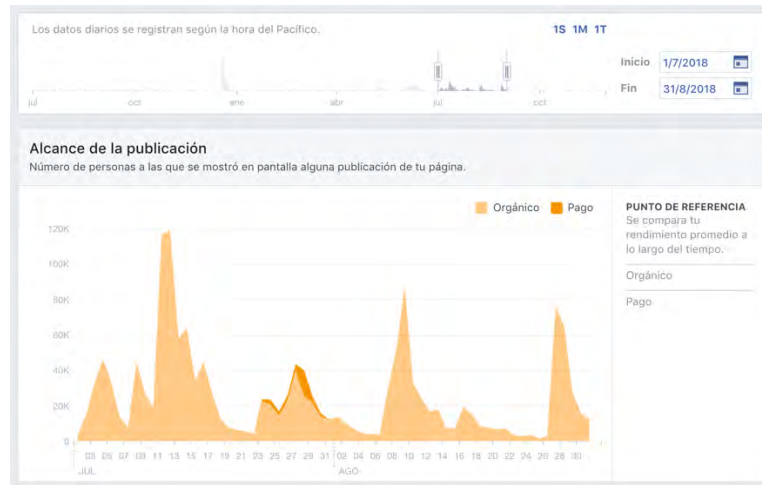 Los datos diarios se registran según la hora del Pacífico.
1S 1M 1T
Inicio 1/7/2018
Fin 31/8/2018
jul oct ene abr jul oct
Alcance de la publicación
Número de personas a las que se mostró en pantalla alguna publicación de tu página.
Orgánico Pago
PUNTO DE REFERENCIA
Se compara tu
rendimiento promedio a
lo largo del tiempo.
Orgánico
Pago
120K
100K
80K
60K
40K
20K
0
03 05 07 09 11 13 15 17 19 21 23 25 27 29 31 02 04 06 08 10 12 14 16 18 20 22 24 26 28 30
JUL AGO